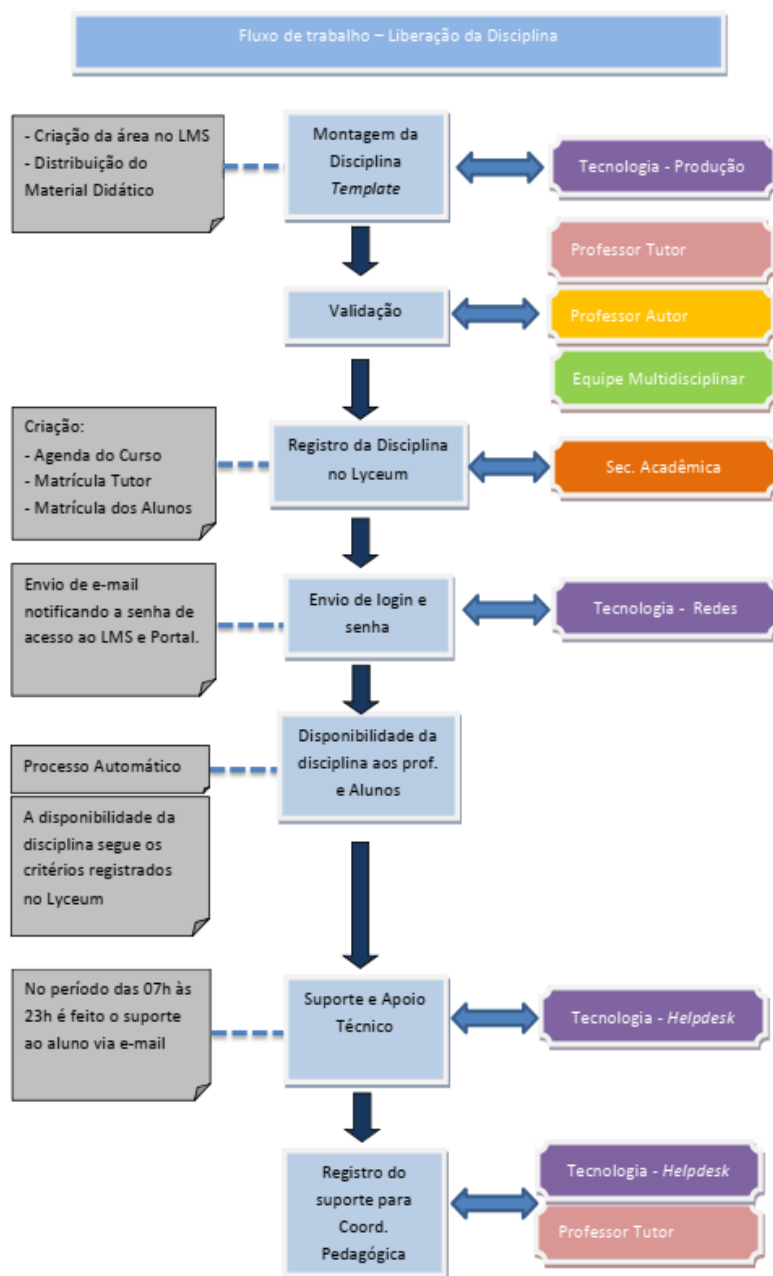 Fluxo de trabalho – Liberação da Disciplina
- Criação da área no LMS
- Distribuição do
Material Didático
Montagem da
Disciplina
Template
Tecnologia - Produção
Professor Tutor
Validação
Professor Autor
Equipe Multidisciplinar
Criação:
- Agenda do Curso
- Matrícula Tutor
- Matrícula dos Alunos
Registro da Disciplina
no Lyceum
Sec. Acadêmica
Envio de e-mail
notificando a senha de
acesso ao LMS e Portal.
Envio de login e
senha
Tecnologia - Redes
Disponibilidade da
disciplina aos prof.
e Alunos
Processo Automático
A disponibilidade da
disciplina segue os
critérios registrados
no Lyceum
No período das 07h às
23h é feito o suporte
ao aluno via e-mail
Suporte e Apoio
Técnico
Tecnologia - Helpdesk
Registro do
suporte para
Coord.
Pedagógica
Tecnologia - Helpdesk
Professor Tutor